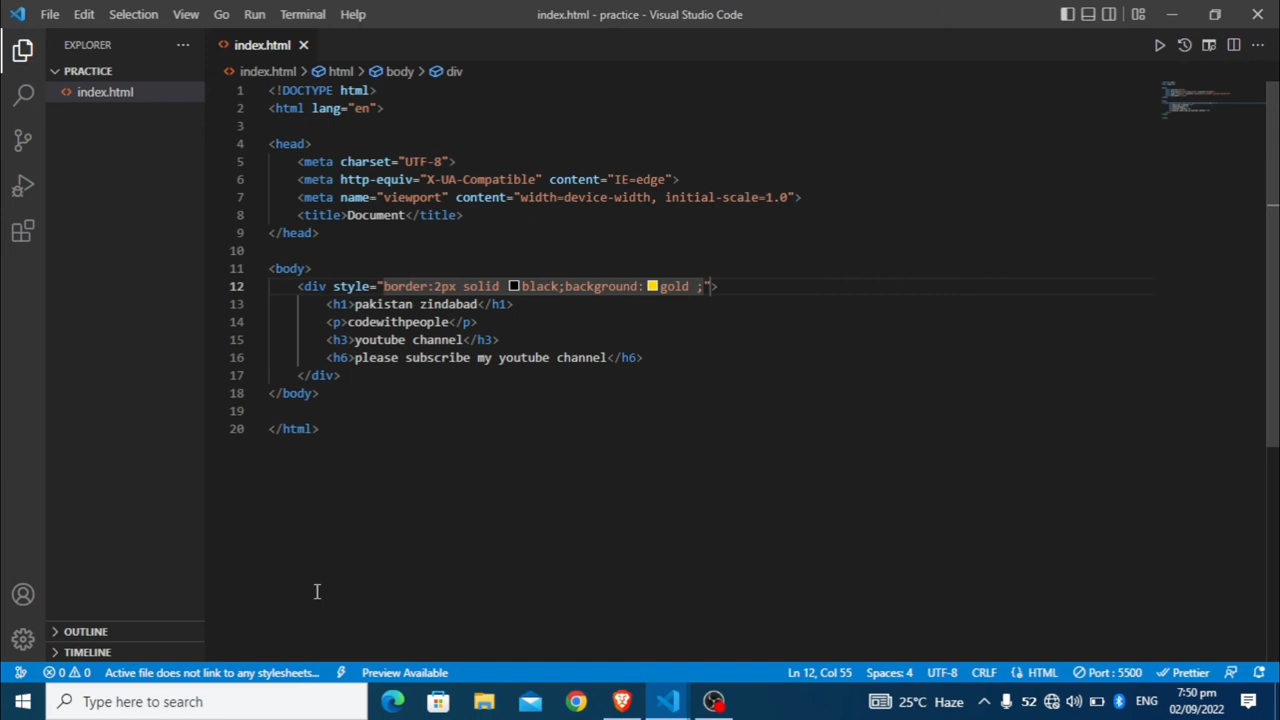 File Edit Selection View Go Run Terminal Help
index.html - practice - Visual Studio Code
EXPLORER
index.html
PRACTICE
index.html
index.html html body div
1 <!DOCTYPE html>
2 <html lang="en">
3
4 <head>
5 <meta charset="UTF-8">
6 <meta http-equiv="X-UA-Compatible" content="IE=edge">
7 <meta name="viewport" content="width=device-width, initial-scale=1.0">
8 <title>Document</title>
9 </head>
10
11 <body>
12 <div style="border:2px solid black;background:gold ;">
13 <h1>pakistan zindabad</h1>
14 <p>codewithpeople</p>
15 <h3>youtube channel</h3>
16 <h6>please subscribe my youtube channel</h6>
17 </div>
18 </body>
19
20 </html>
OUTLINE
TIMELINE
0 0 Active file does not link to any stylesheets... Preview Available Ln 12, Col 55 Spaces: 4 UTF-8 CRLF HTML Port : 5500 Prettier
Type here to search
25°C Haze 52 ENG
7:50 pm
02/09/2022